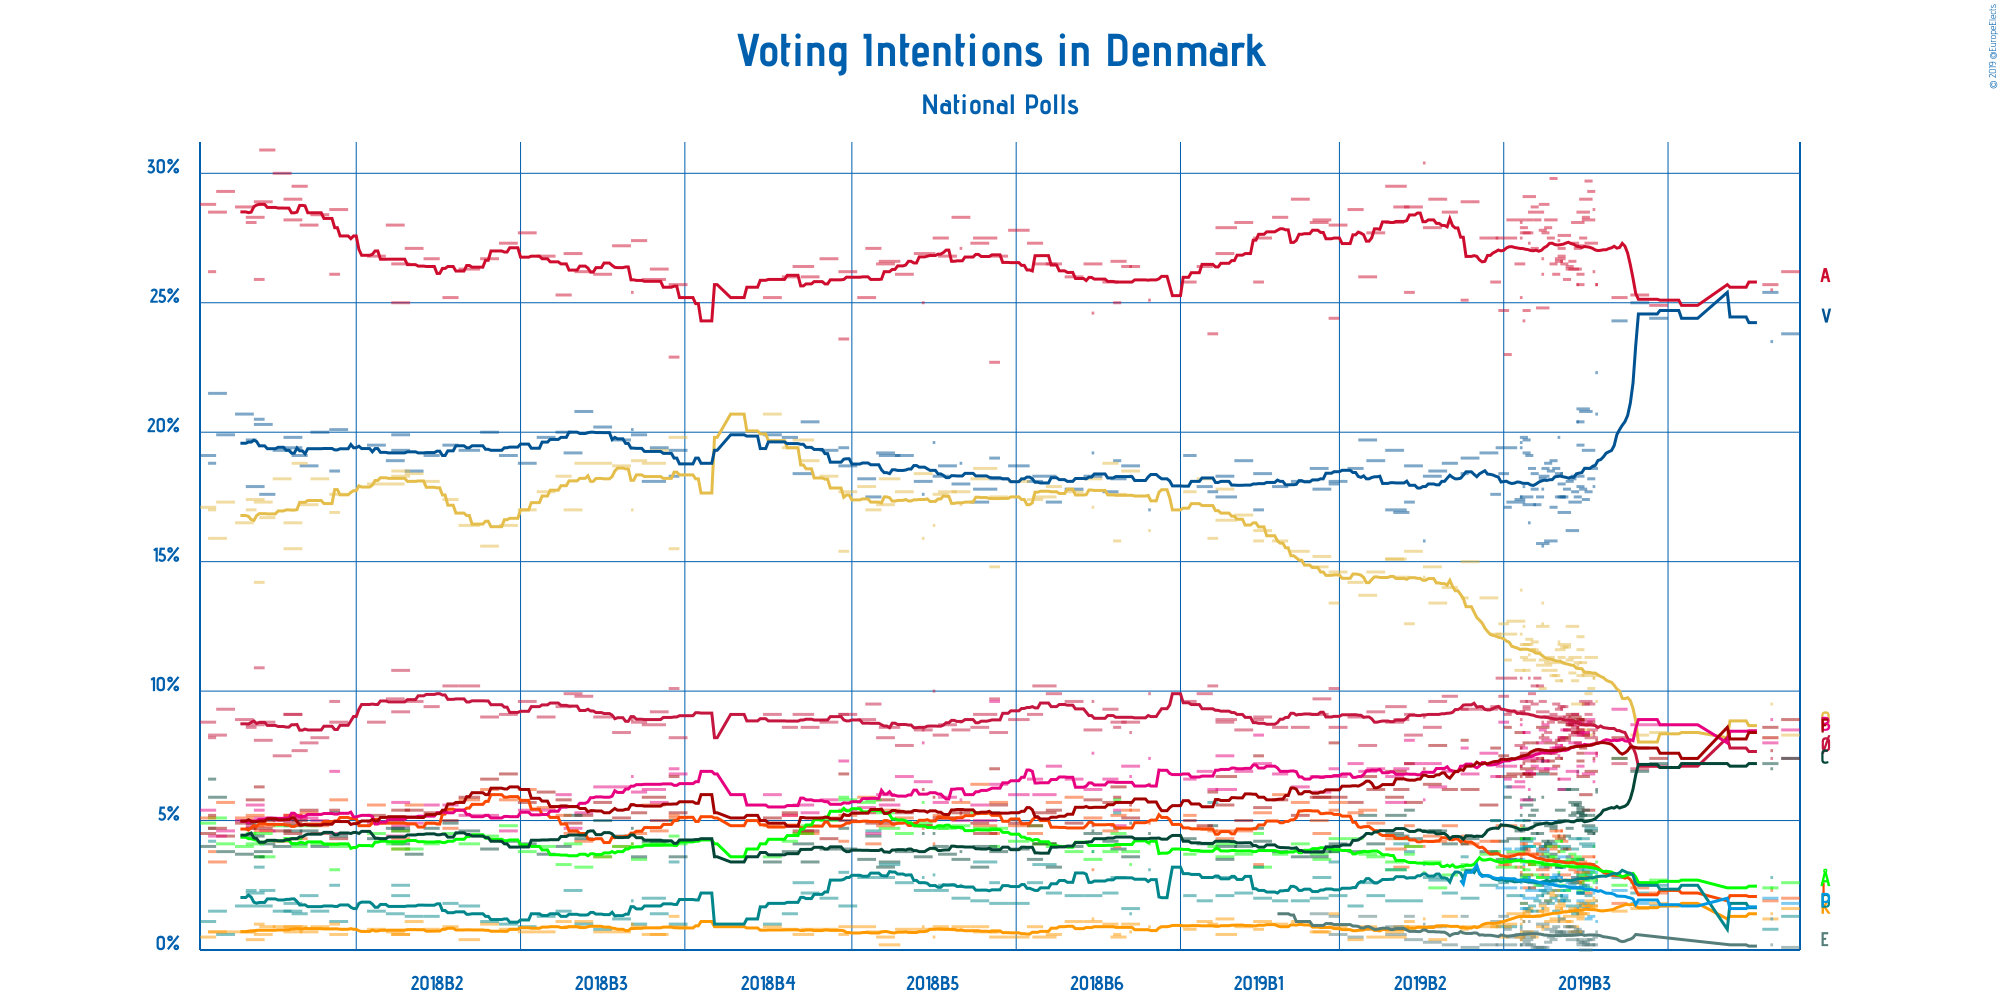 © 2019 @EuropeElects
Voting Intentions in Denmark
National Polls
30%
25%
20%
15%
10%
5%
0%
A
V
B
Ø
C
E
2018B2
2018B3
2018B4
2018B5
2018B6
2019B1
2019B2
2019B3